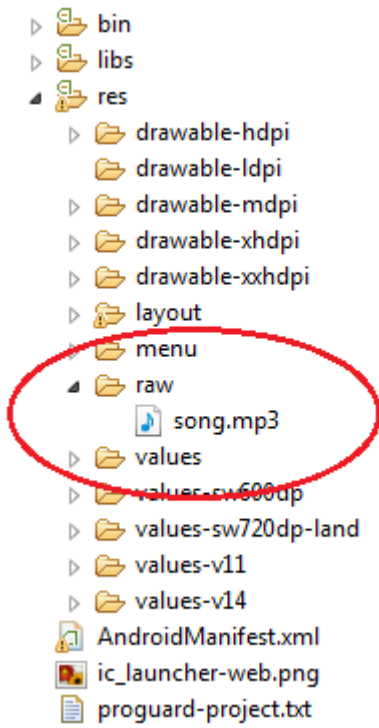 bin
libs
res
drawable-hdpi
drawable-ldpi
drawable-mdpi
drawable-xhdpi
drawable-xxhdpi
layout
menu
raw
song.mp3
values
values-sw600dp
values-sw720dp-land
values-v11
values-v14
AndroidManifest.xml
ic_launcher-web.png
proguard-project.txt